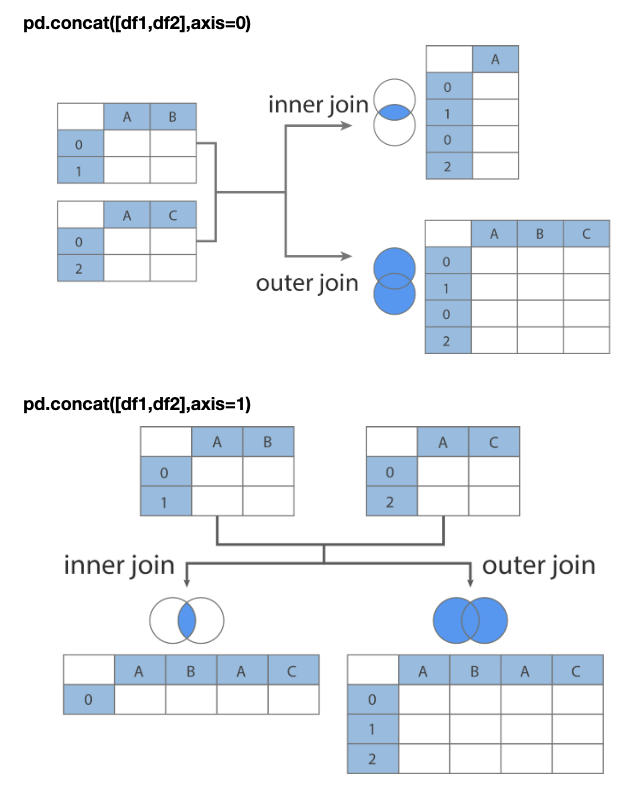 pd.concat([df1,df2],axis=0)
A B
0
1
A C
0
2
inner join
A
0
1
0
2
outer join
A B C
0
1
0
2
pd.concat([df1,df2],axis=1)
A B
0
1
A C
0
2
inner join
outer join
A B A C
0
A B A C
0
1
2